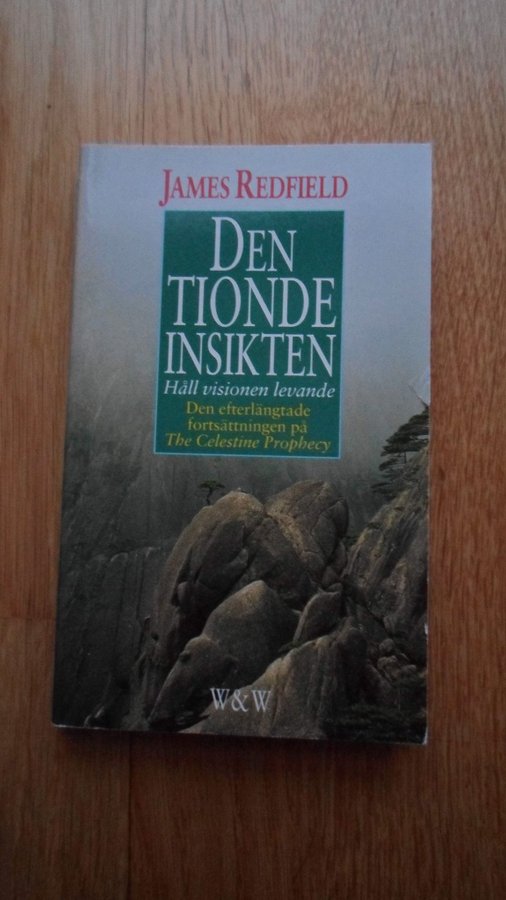 JAMES REDFIELD
DEN
TIONDE
INSIKTEN
Håll visionen levande
Den efterlängtade
fortsättningen på
The Celestine Prophecy
W&W